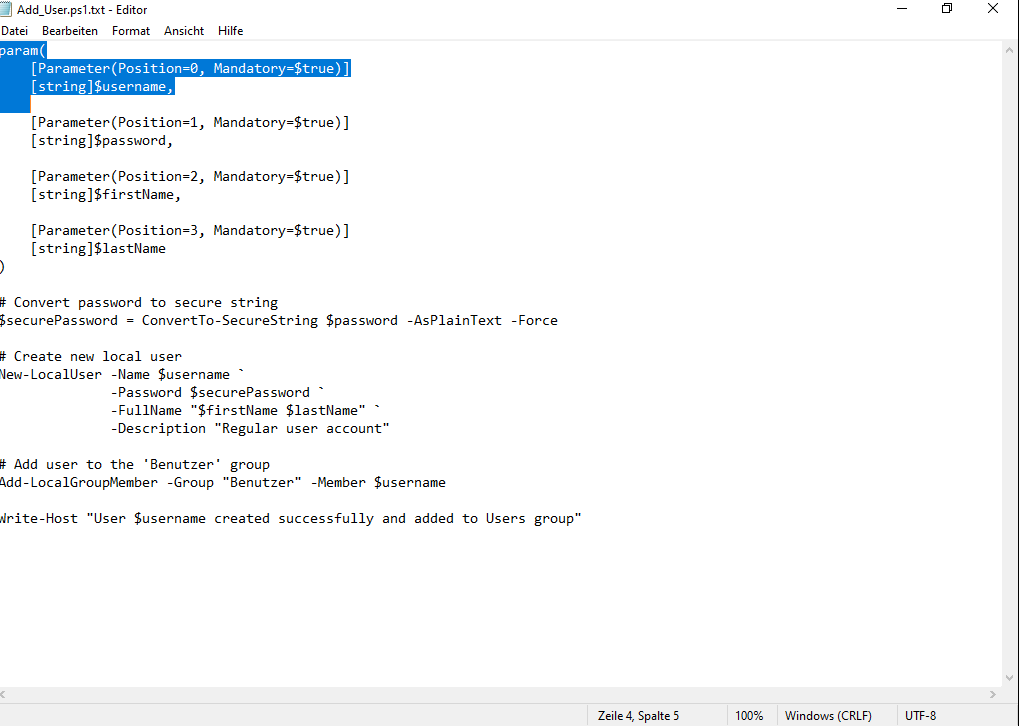 Add_User.ps1.txt - Editor
Datei Bearbeiten Format Ansicht Hilfe
param(
[Parameter(Position=0, Mandatory=$true)]
[string]$username,
[Parameter(Position=1, Mandatory=$true)]
[string]$password,
[Parameter(Position=2, Mandatory=$true)]
[string]$firstName,
[Parameter(Position=3, Mandatory=$true)]
[string]$lastName
)
# Convert password to secure string
$securePassword = ConvertTo-SecureString $password -AsPlainText -Force
# Create new local user
New-LocalUser -Name $username `
-Password $securePassword `
-FullName "$firstName $lastName" `
-Description "Regular user account"
# Add user to the 'Benutzer' group
Add-LocalGroupMember -Group "Benutzer" -Member $username
Write-Host "User $username created successfully and added to Users group"
Zeile 4, Spalte 5 100% Windows (CRLF) UTF-8